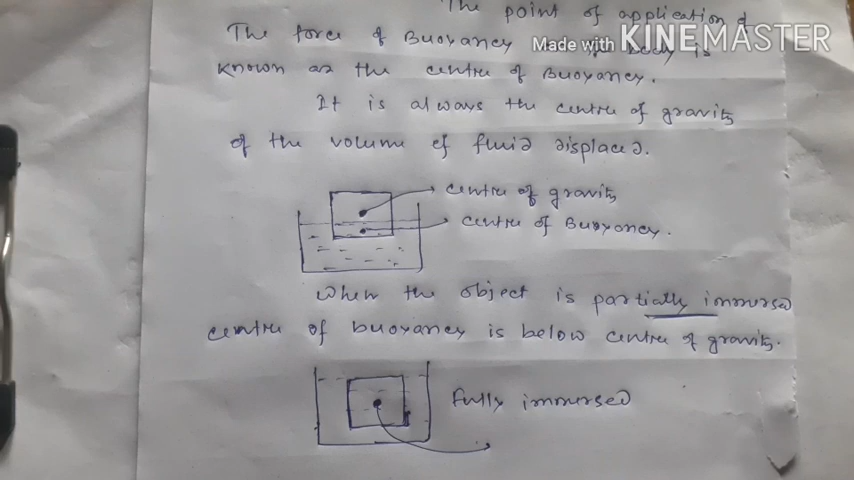 The point of application of
The force of Buoyancy body is
Made with KINEMASTER
known as the centre of Buoyancy.
It is always the centre of gravity
of the volume of fluid displaced.
centre of gravity
centre of Buoyancy.
when the object is partially immersed
centre of buoyancy is below centre of gravity.
Fully immersed